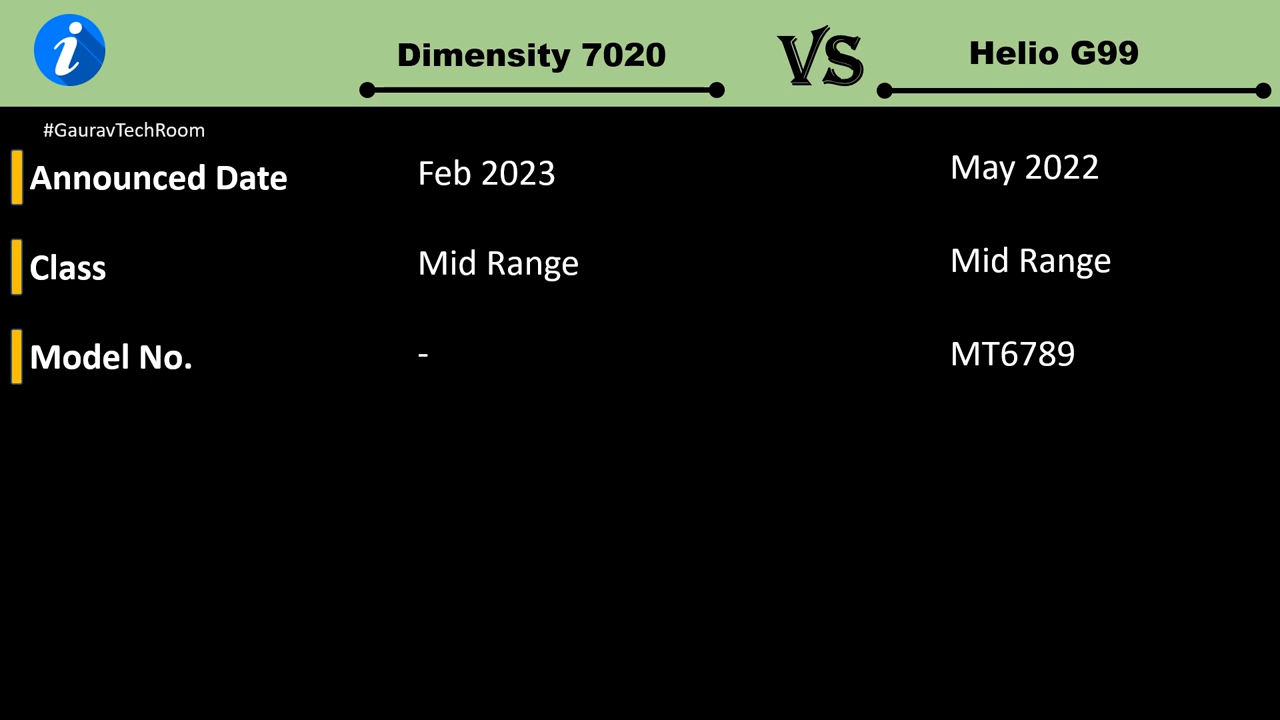 Dimensity 7020 VS Helio G99
#GauravTechRoom
Announced Date Feb 2023 May 2022
Class Mid Range Mid Range
Model No. - MT6789